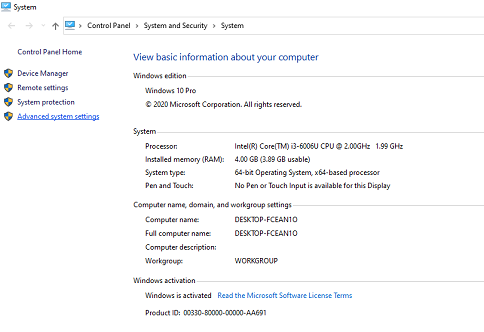 System
Control Panel > System and Security > System
Control Panel Home
Device Manager
Remote settings
System protection
Advanced system settings
View basic information about your computer
Windows edition
Windows 10 Pro
© 2020 Microsoft Corporation. All rights reserved.
System
Processor: Intel(R) Core(TM) i3-6006U CPU @ 2.00GHz 1.99 GHz
Installed memory (RAM): 4.00 GB (3.89 GB usable)
System type: 64-bit Operating System, x64-based processor
Pen and Touch: No Pen or Touch Input is available for this Display
Computer name, domain, and workgroup settings
Computer name: DESKTOP-FCEAN1O
Full computer name: DESKTOP-FCEAN1O
Computer description:
Workgroup: WORKGROUP
Windows activation
Windows is activated Read the Microsoft Software License Terms
Product ID: 00330-80000-00000-AA691